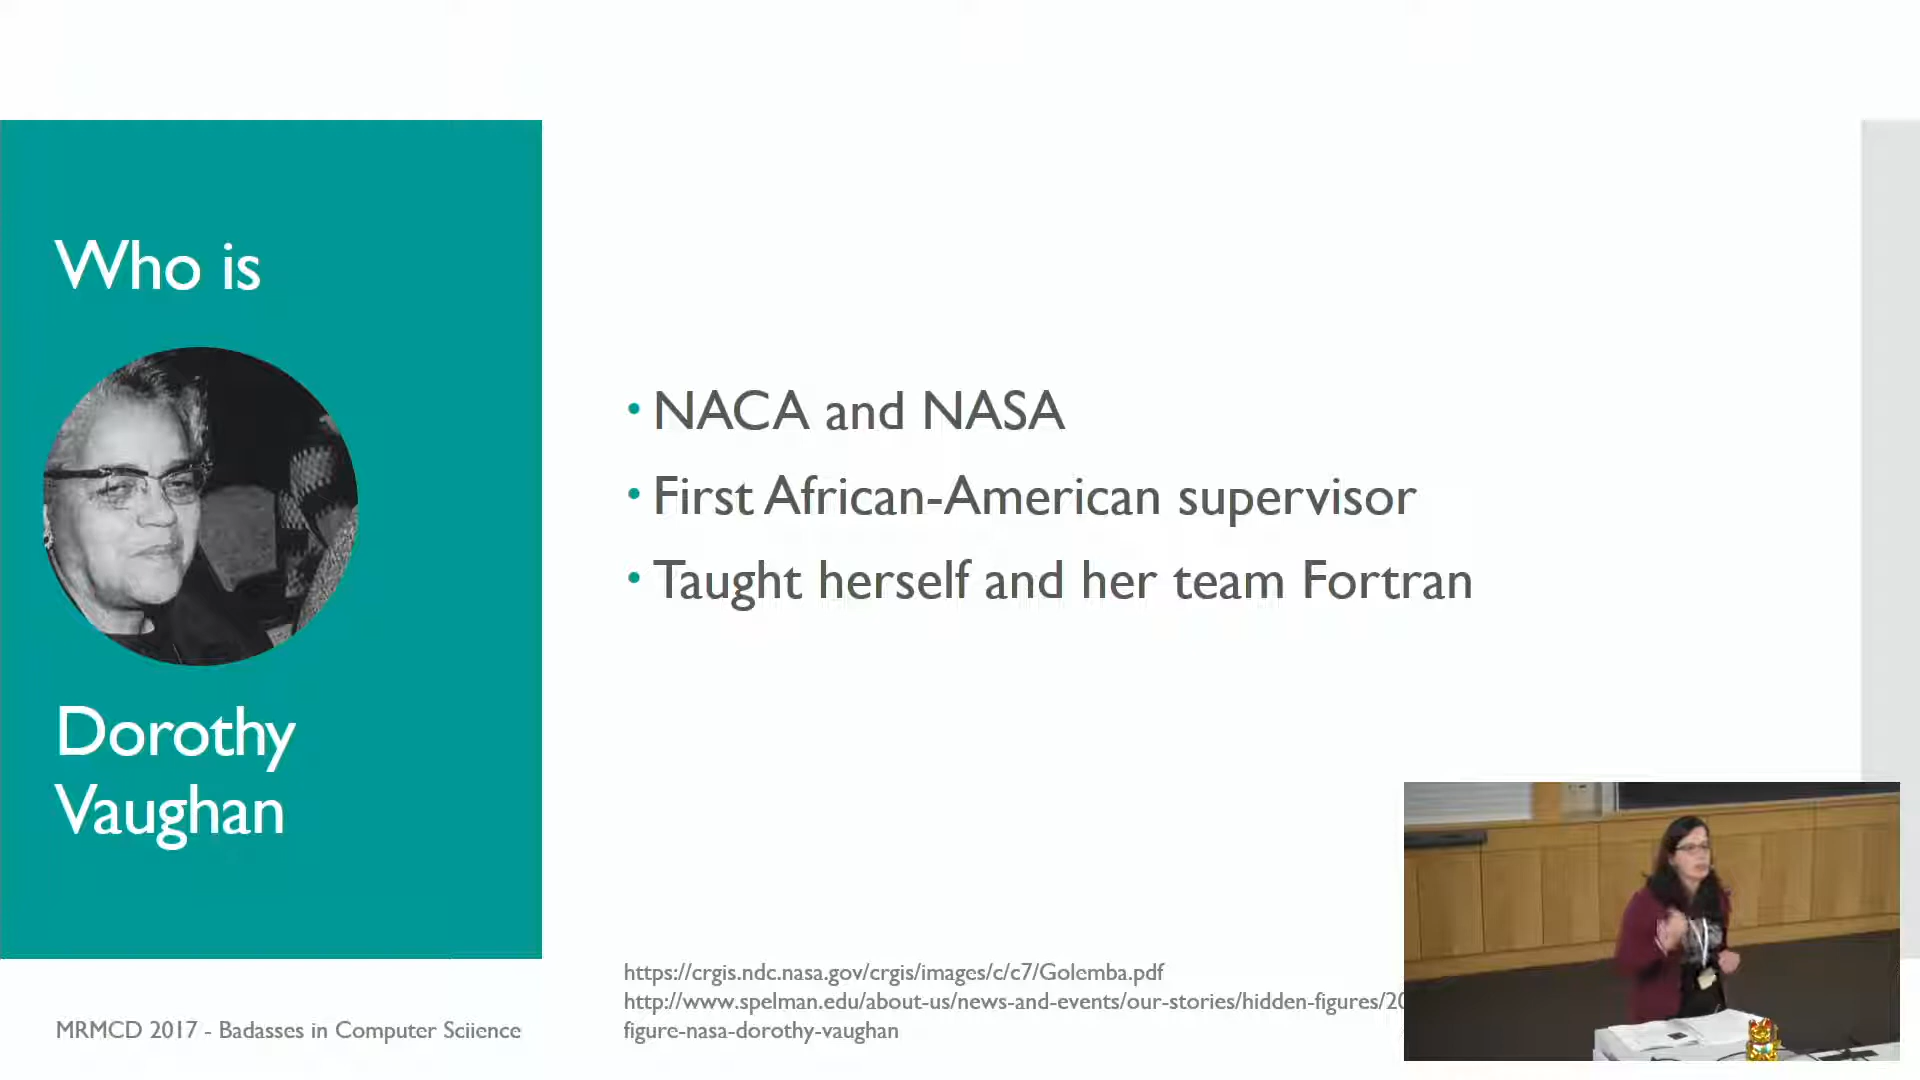 Who is
Dorothy
Vaughan
• NACA and NASA
• First African-American supervisor
• Taught herself and her team Fortran
https://crgis.ndc.nasa.gov/crgis/images/c/c7/Golemba.pdf
http://www.spelman.edu/about-us/news-and-events/our-stories/hidden-figures/20
figure-nasa-dorothy-vaughan
MRMCD 2017 - Badasses in Computer Sciience